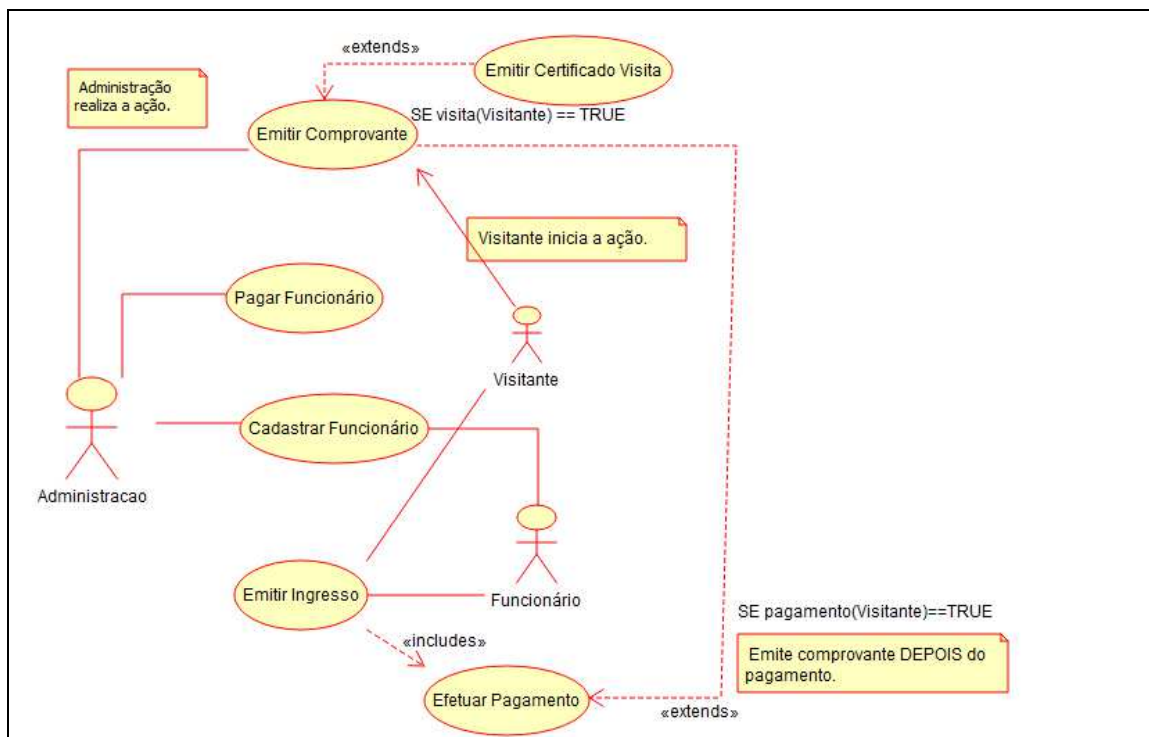 «extends»
Emitir Certificado Visita
Administração
realiza a ação.
SE visita(Visitante) == TRUE
Emitir Comprovante
Visitante inicia a ação.
Pagar Funcionário
Visitante
Cadastrar Funcionário
Administracao
Emitir Ingresso
Funcionário
SE pagamento(Visitante)==TRUE
«includes»
Emite comprovante DEPOIS do
pagamento.
Efetuar Pagamento
«extends»